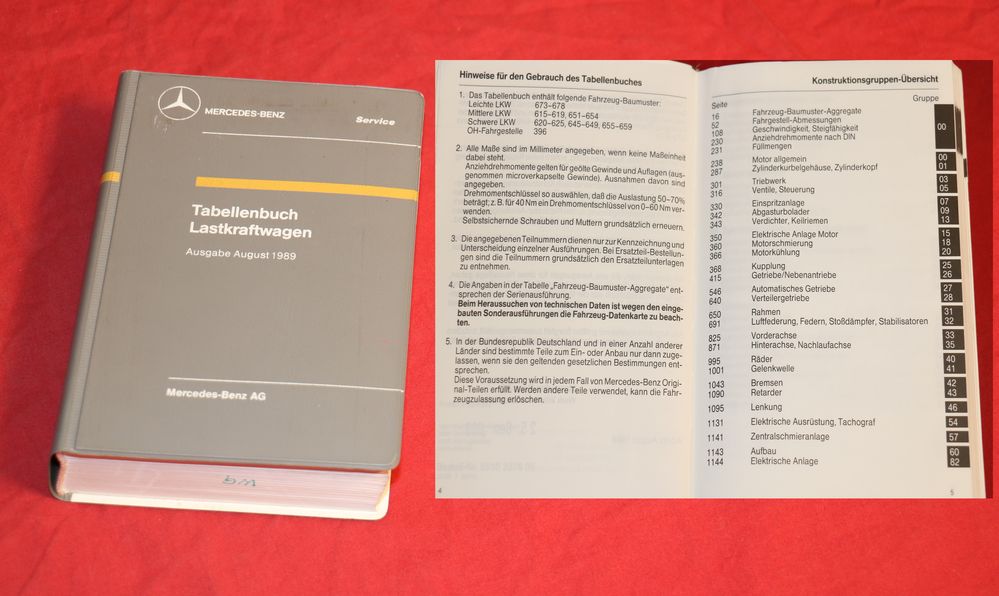 MERCEDES-BENZ
Service
Tabellenbuch
Lastkraftwagen
Ausgabe August 1989
Mercedes-Benz AG
Hinweise für den Gebrauch des Tabellenbuches
1. Das Tabellenbuch enthält folgende Fahrzeug-Baumuster:
Leichte LKW 673–678
Mittlere LKW 615–619, 651–654
Schwere LKW 620–625, 645–649, 655–659
OH-Fahrgestelle 396
2. Alle Maße sind im Millimeter angegeben, wenn keine Maßeinheit
dabei steht.
Anziehdrehmomente gelten für geölte Gewinde und Auflagen (aus-
genommen microverkapselte Gewinde). Ausnahmen davon sind
angegeben.
Drehmomentschlüssel so auswählen, daß die Auslastung 50–70%
beträgt; z. B. für 40 Nm ein Drehmomentschlüssel von 0–60 Nm ver-
wenden.
Selbstsichernde Schrauben und Muttern grundsätzlich erneuern.
3. Die angegebenen Teilnummern dienen nur zur Kennzeichnung und
Unterscheidung einzelner Ausführungen. Bei Ersatzteil-Bestellun-
gen sind die Teilnummern grundsätzlich den Ersatzteilunterlagen
zu entnehmen.
4. Die Angaben in der Tabelle „Fahrzeug-Baumuster-Aggregate" ent-
sprechen der Serienausführung.
Beim Heraussuchen von technischen Daten ist wegen den einge-
bauten Sonderausführungen die Fahrzeug-Datenkarte zu beach-
ten.
5. In der Bundesrepublik Deutschland und in einer Anzahl anderer
Länder sind bestimmte Teile zum Ein- oder Anbau nur dann zuge-
lassen, wenn sie den geltenden gesetzlichen Bestimmungen ent-
sprechen.
Diese Voraussetzung wird in jedem Fall von Mercedes-Benz Origi-
nal-Teilen erfüllt. Werden andere Teile verwendet, kann die Fahr-
zeugzulassung erlöschen.
4
Konstruktionsgruppen-Übersicht
Seite Gruppe
16 Fahrzeug-Baumuster-Aggregate
52 Fahrgestell-Abmessungen
108 Geschwindigkeit, Steigfähigkeit 00
230 Anziehdrehmomente nach DIN
231 Füllmengen
238 Motor allgemein 00
287 Zylinderkurbelgehäuse, Zylinderkopf 01
301 Triebwerk 03
316 Ventile, Steuerung 05
330 Einspritzanlage 07
342 Abgasturbolader 09
343 Verdichter, Keilriemen 13
350 Elektrische Anlage Motor 15
360 Motorschmierung 18
366 Motorkühlung 20
368 Kupplung 25
415 Getriebe/Nebenantriebe 26
546 Automatisches Getriebe 27
640 Verteilergetriebe 28
650 Rahmen 31
691 Luftfederung, Federn, Stoßdämpfer, Stabilisatoren 32
825 Vorderachse 33
871 Hinterachse, Nachlaufachse 35
995 Räder 40
1001 Gelenkwelle 41
1043 Bremsen 42
1090 Retarder 43
1095 Lenkung 46
1131 Elektrische Ausrüstung, Tachograf 54
1141 Zentralschmieranlage 57
1143 Aufbau 60
1144 Elektrische Anlage 82
5